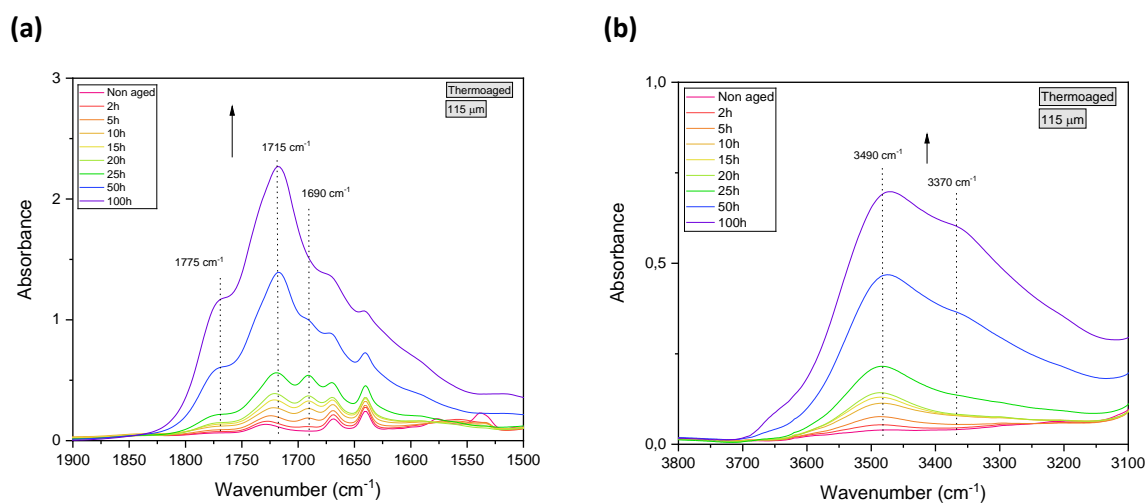 (a)
(b)
3
2
1
0
Absorbance
Non aged
2h
5h
10h
15h
20h
25h
50h
100h
Thermoaged
115 µm
1715 cm⁻¹
1690 cm⁻¹
1775 cm⁻¹
1900 1850 1800 1750 1700 1650 1600 1550 1500
Wavenumber (cm⁻¹)
1,0
0,5
0,0
Absorbance
Non aged
2h
5h
10h
15h
20h
25h
50h
100h
Thermoaged
115 µm
3490 cm⁻¹
3370 cm⁻¹
3800 3700 3600 3500 3400 3300 3200 3100
Wavenumber (cm⁻¹)